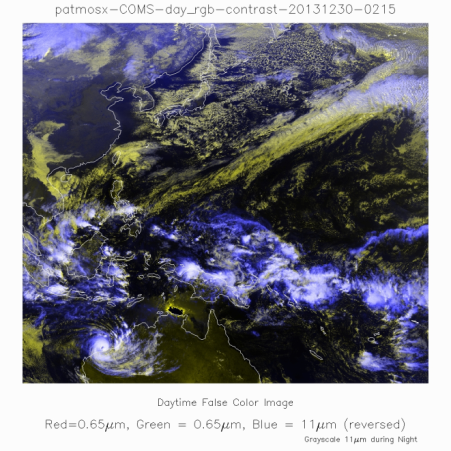 patmosx-COMS-day_rgb-contrast-20131230-0215
Daytime False Color Image
Red=0.65μm, Green = 0.65μm, Blue = 11μm (reversed)
Grayscale 11μm during Night